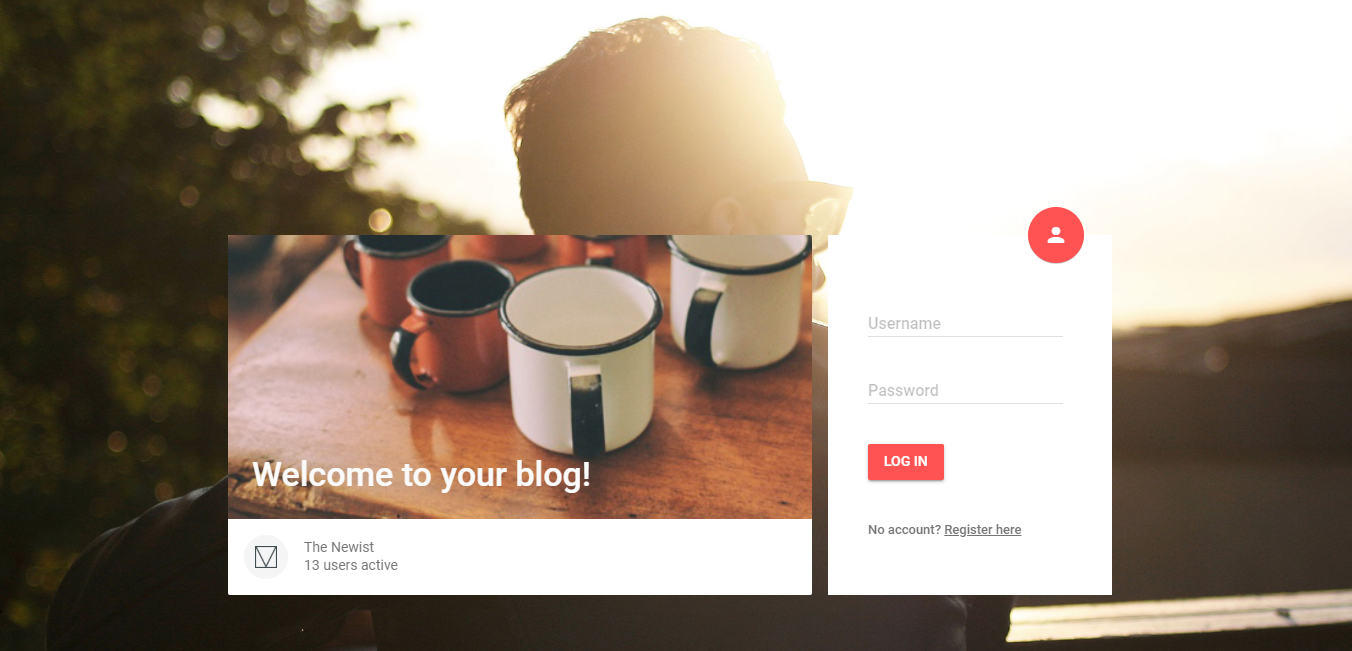 Welcome to your blog!
The Newist
13 users active
Username
Password
LOG IN
No account? Register here